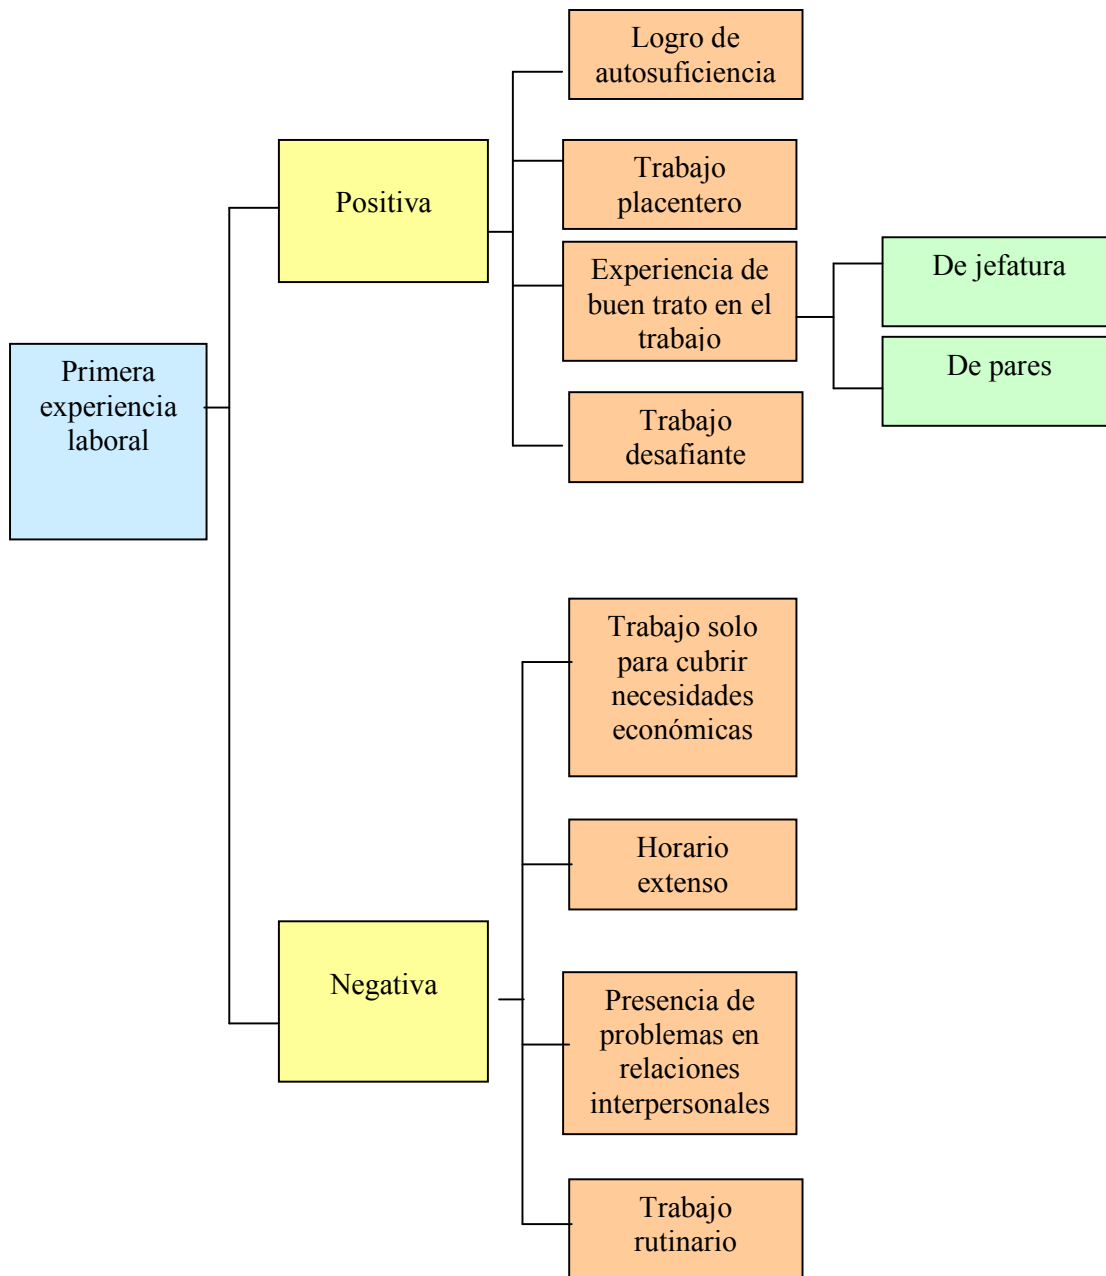 Primera
experiencia
laboral
Positiva
Logro de
autosuficiencia
Trabajo
placentero
Experiencia de
buen trato en el
trabajo
De jefatura
De pares
Trabajo
desafiante
Negativa
Trabajo solo
para cubrir
necesidades
económicas
Horario
extenso
Presencia de
problemas en
relaciones
interpersonales
Trabajo
rutinario